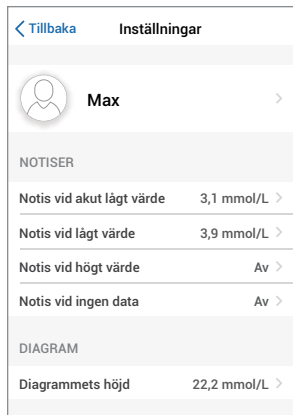 Tillbaka Inställningar
Max
NOTISER
Notis vid akut lågt värde 3,1 mmol/L
Notis vid lågt värde 3,9 mmol/L
Notis vid högt värde Av
Notis vid ingen data Av
DIAGRAM
Diagrammets höjd 22,2 mmol/L